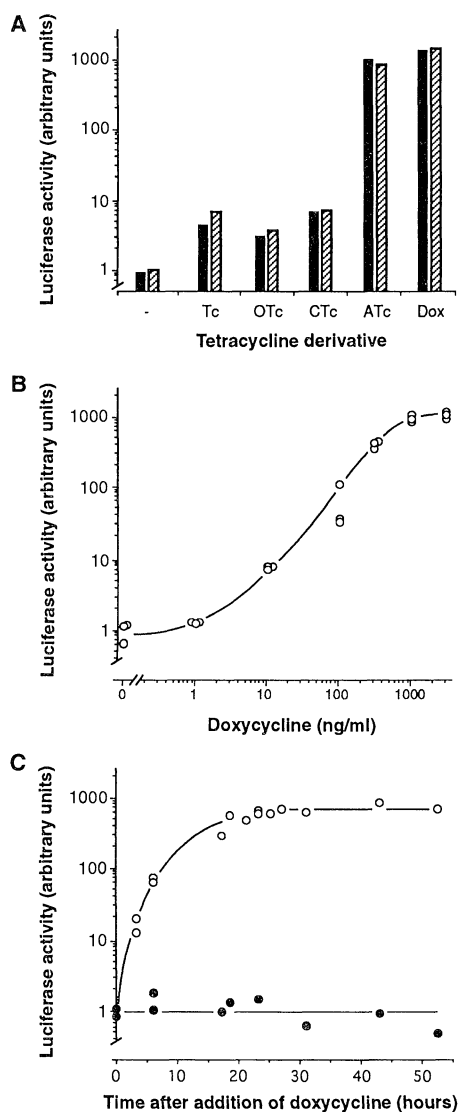 A
Luciferase activity (arbitrary units)
1000
100
10
1
- Tc OTc CTc ATc Dox
Tetracycline derivative
B
Luciferase activity (arbitrary units)
1000
100
10
1
0 1 10 100 1000
Doxycycline (ng/ml)
C
Luciferase activity (arbitrary units)
1000
100
10
1
0 10 20 30 40 50
Time after addition of doxycycline (hours)